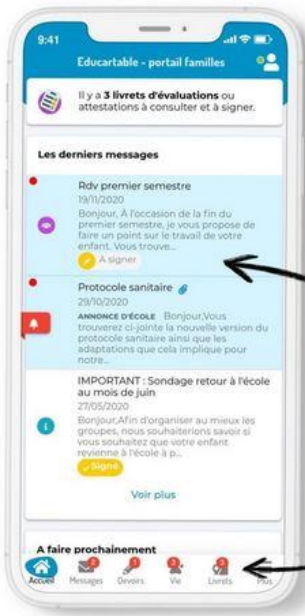 9:41
Educartable - portail familles
Il y a 3 livrets d'évaluations ou
attestations à consulter et à signer.
Les derniers messages
Rdv premier semestre
19/11/2020
Bonjour, À l'occasion de la fin du
premier semestre, je vous propose de
faire un point sur le travail de votre
enfant. Vous trouve...
À signer
Protocole sanitaire
29/10/2020
ANNONCE D'ÉCOLE Bonjour,Vous
trouverez ci-jointe la nouvelle version du
protocole sanitaire ainsi que les
adaptations que cela implique pour
notre...
IMPORTANT : Sondage retour à l'école
au mois de juin
27/05/2020
Bonjour,Afin d'organiser au mieux les
groupes, nous souhaiterions savoir si
vous souhaitez que votre enfant
revienne à l'école à p...
Signé
Voir plus
A faire prochainement
Accueil Messages Devoirs Vie Livrets Plus